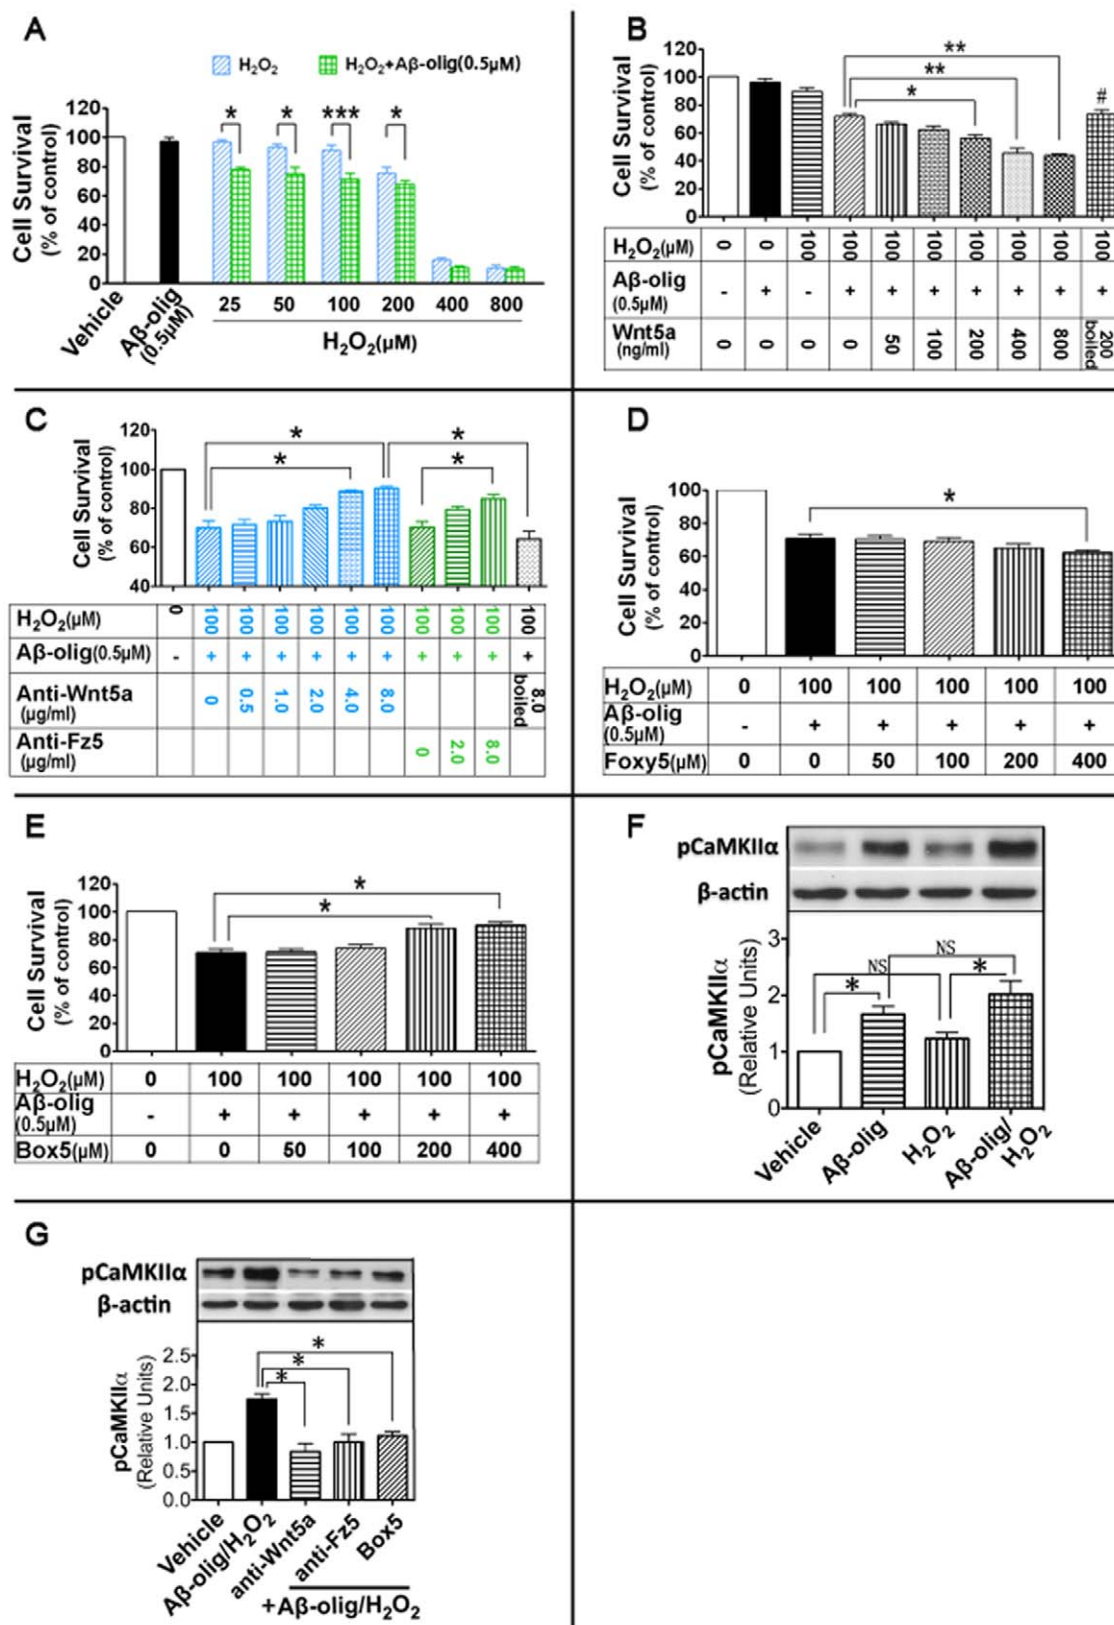 A
H₂O₂ H₂O₂+Aβ-olig(0.5μM)
Cell Survival
(% of control)
120
100
80
60
40
20
0
* * *** *
Vehicle Aβ-olig (0.5μM) 25 50 100 200 400 800
H₂O₂(μM)
B
Cell Survival
(% of control)
120
100
80
60
40
20
0
**
**
*
#
H₂O₂(μM) 0 0 100 100 100 100 100 100 100 100
Aβ-olig (0.5μM) - + - + + + + + + +
Wnt5a (ng/ml) 0 0 0 0 50 100 200 400 800 200 boiled
C
Cell Survival
(% of control)
120
100
80
60
40
* *
* *
H₂O₂(μM) 0 100 100 100 100 100 100 100 100 100 100
Aβ-olig(0.5μM) - + + + + + + + + + +
Anti-Wnt5a (μg/ml) 0 0.5 1.0 2.0 4.0 8.0 8.0 boiled
Anti-Fz5 (μg/ml) 0 2.0 8.0
D
Cell Survival
(% of control)
100
80
60
40
20
0
*
H₂O₂(μM) 0 100 100 100 100 100
Aβ-olig (0.5μM) - + + + + +
Foxy5(μM) 0 0 50 100 200 400
E
Cell Survival
(% of control)
120
100
80
60
40
20
0
*
*
H₂O₂(μM) 0 100 100 100 100 100
Aβ-olig (0.5μM) - + + + + +
Box5(μM) 0 0 50 100 200 400
F
pCaMKIIα
β-actin
pCaMKIIα
(Relative Units)
3
2
1
0
NS
NS *
*
Vehicle Aβ-olig H₂O₂ Aβ-olig/ H₂O₂
G
pCaMKIIα
β-actin
pCaMKIIα
(Relative Units)
2.5
2.0
1.5
1.0
0.5
0.0
*
*
*
Vehicle Aβ-olig/H₂O₂ anti-Wnt5a anti-Fz5 Box5
+Aβ-olig/H₂O₂